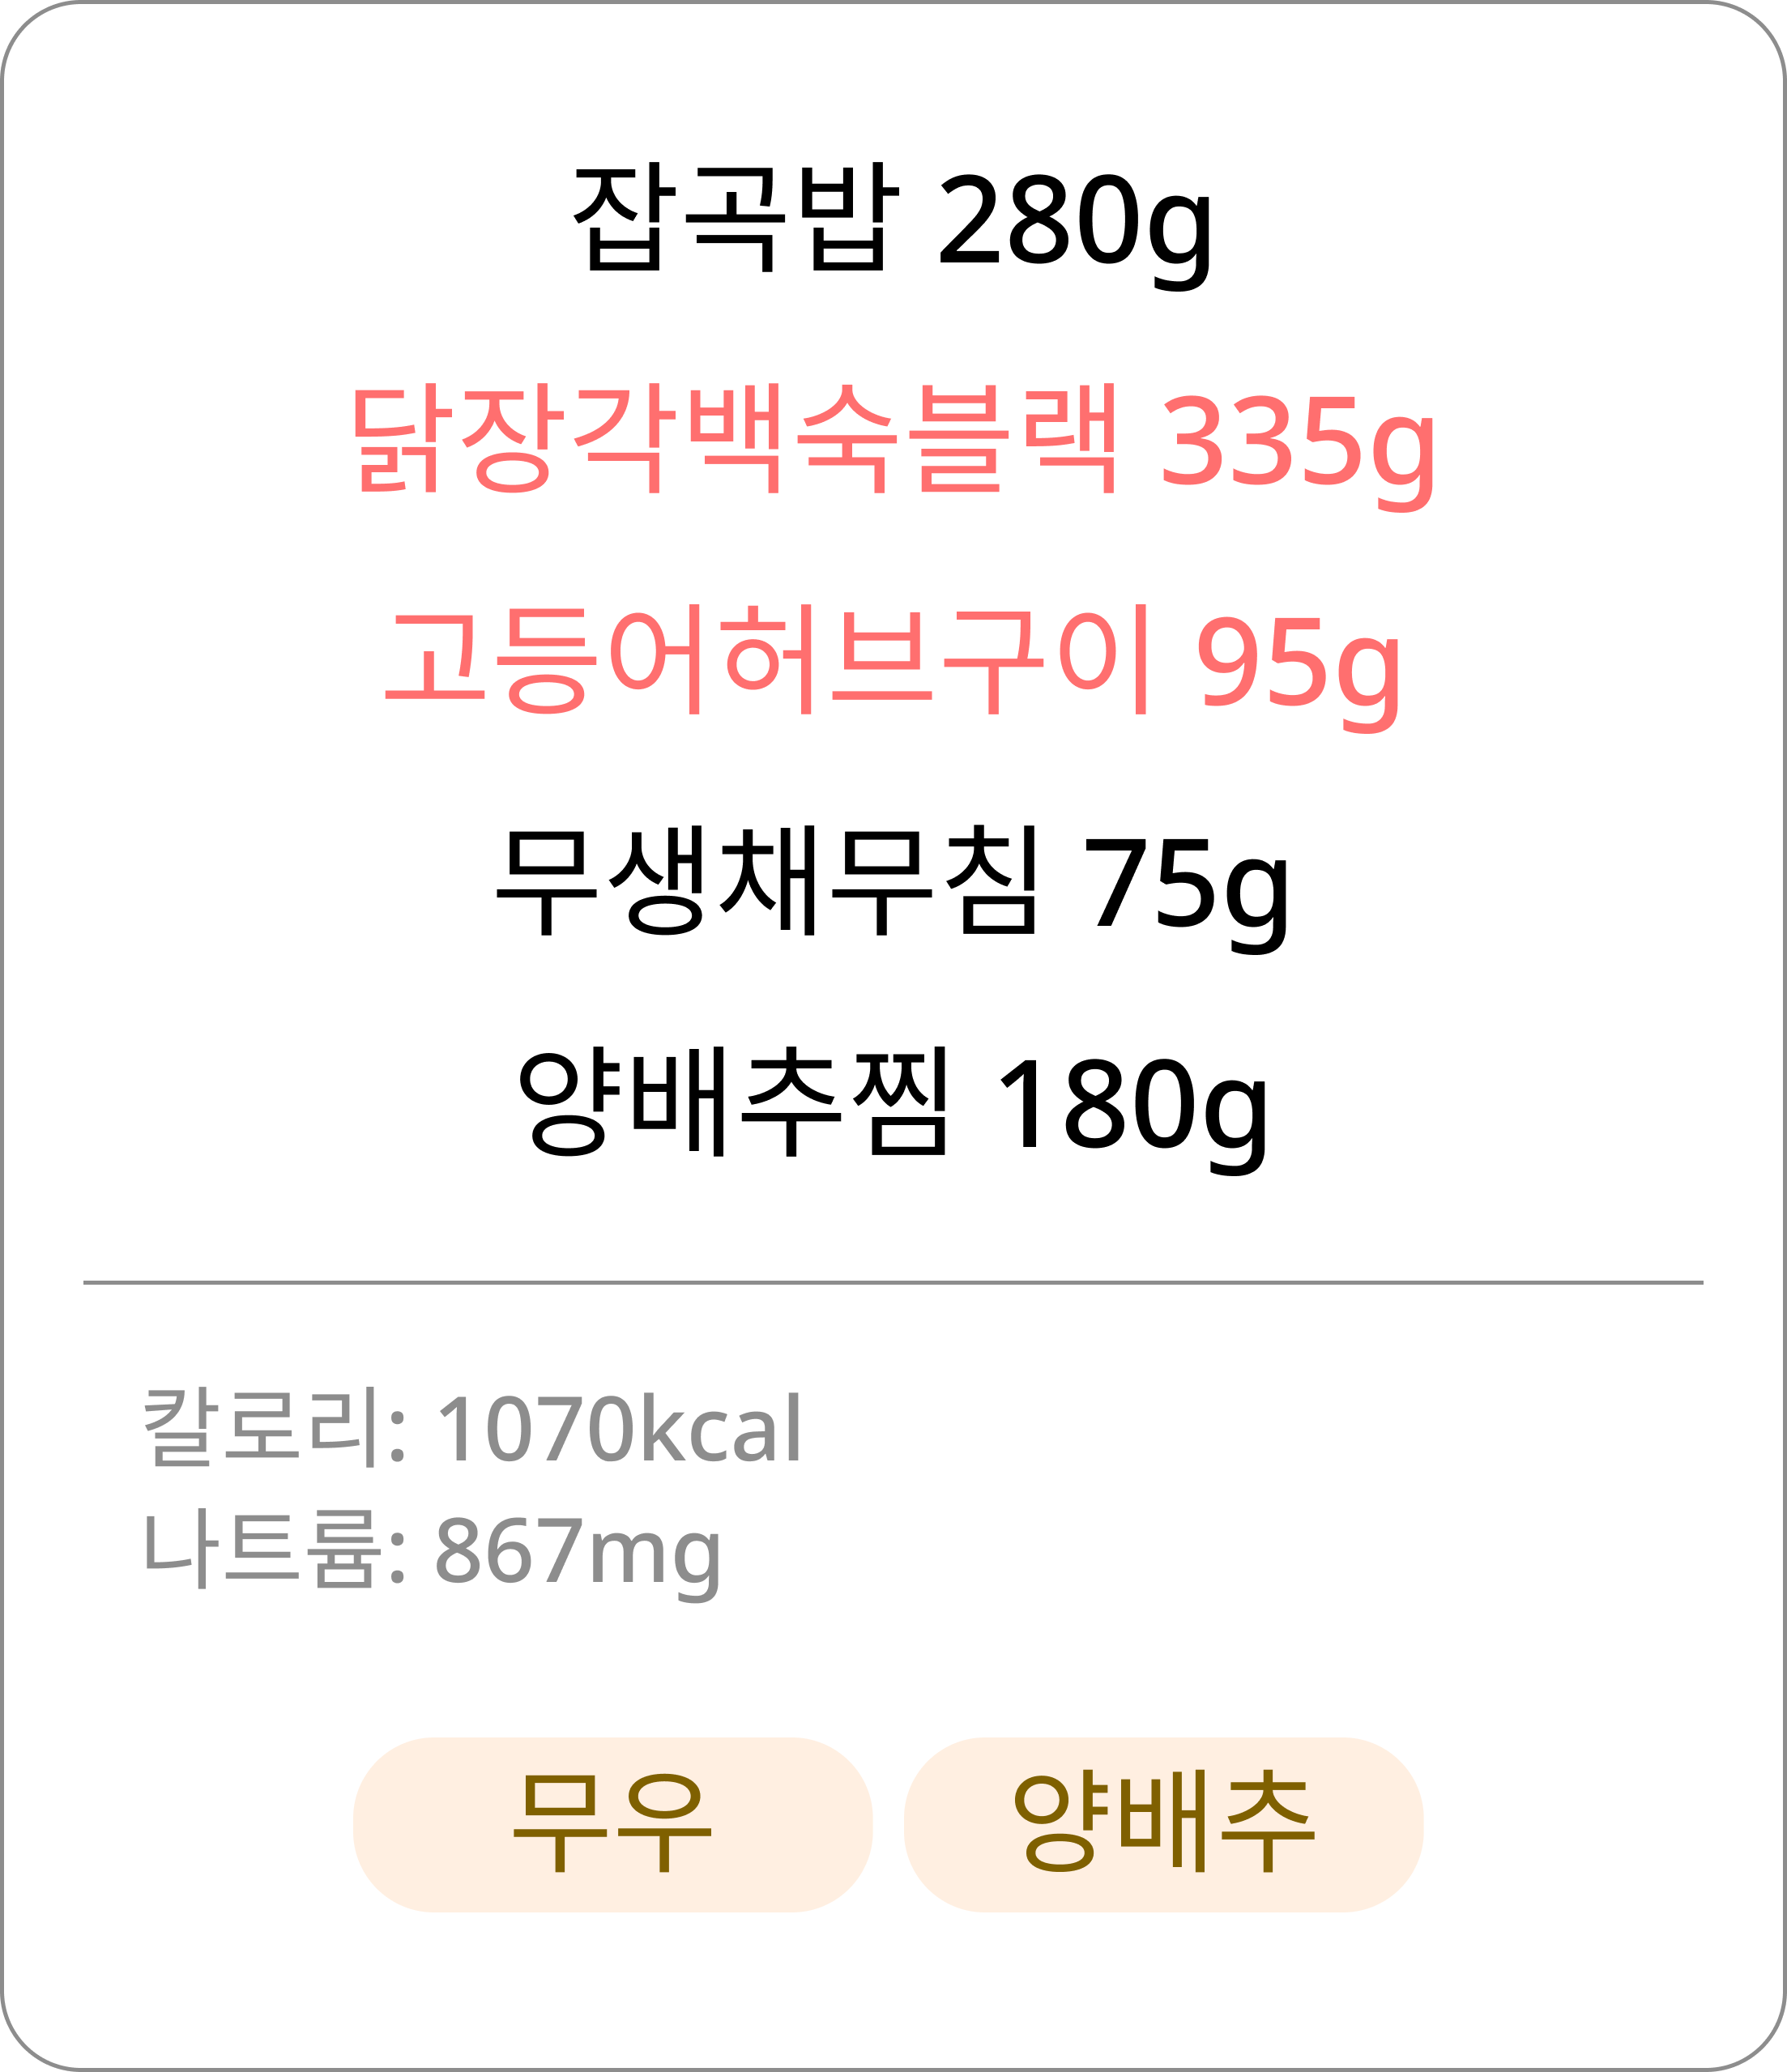 잡곡밥 280g
닭장각백숙블랙 335g
고등어허브구이 95g
무생채무침 75g
양배추찜 180g
칼로리: 1070kcal
나트륨: 867mg
무우 양배추